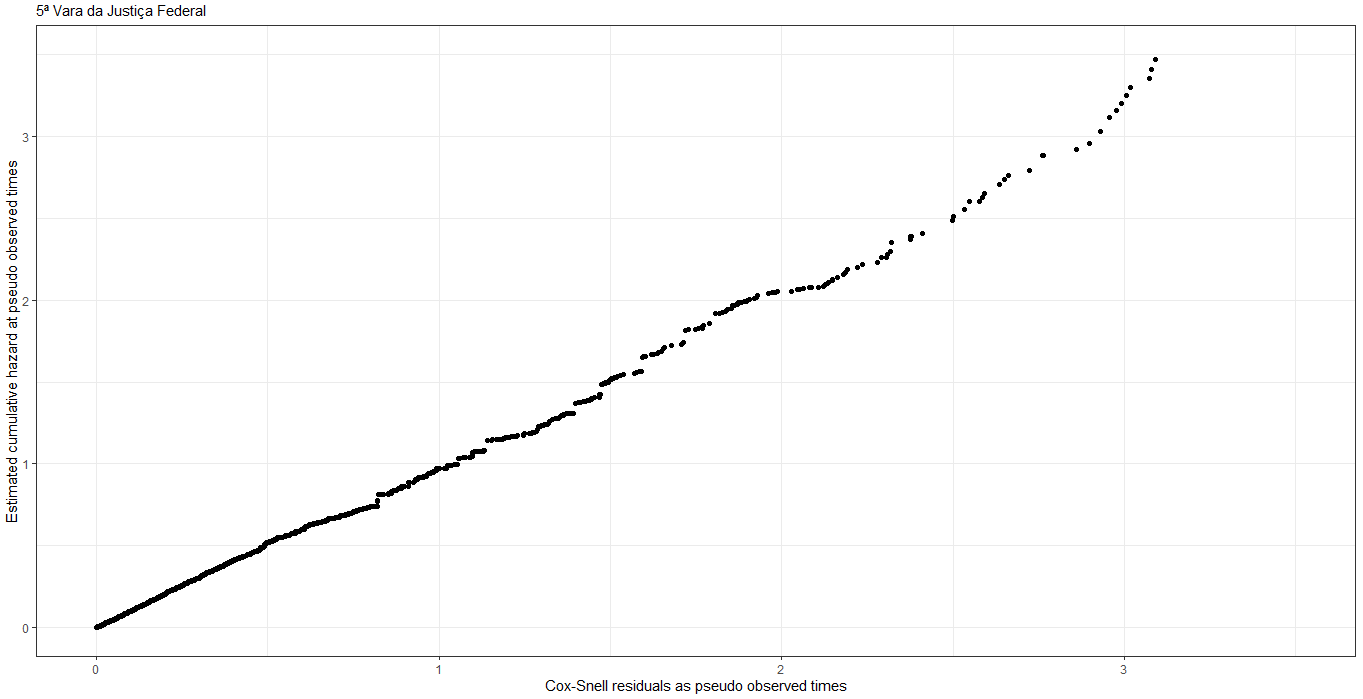 5ª Vara da Justiça Federal
Estimated cumulative hazard at pseudo observed times
3
2
1
0
0
1
2
3
Cox-Snell residuals as pseudo observed times